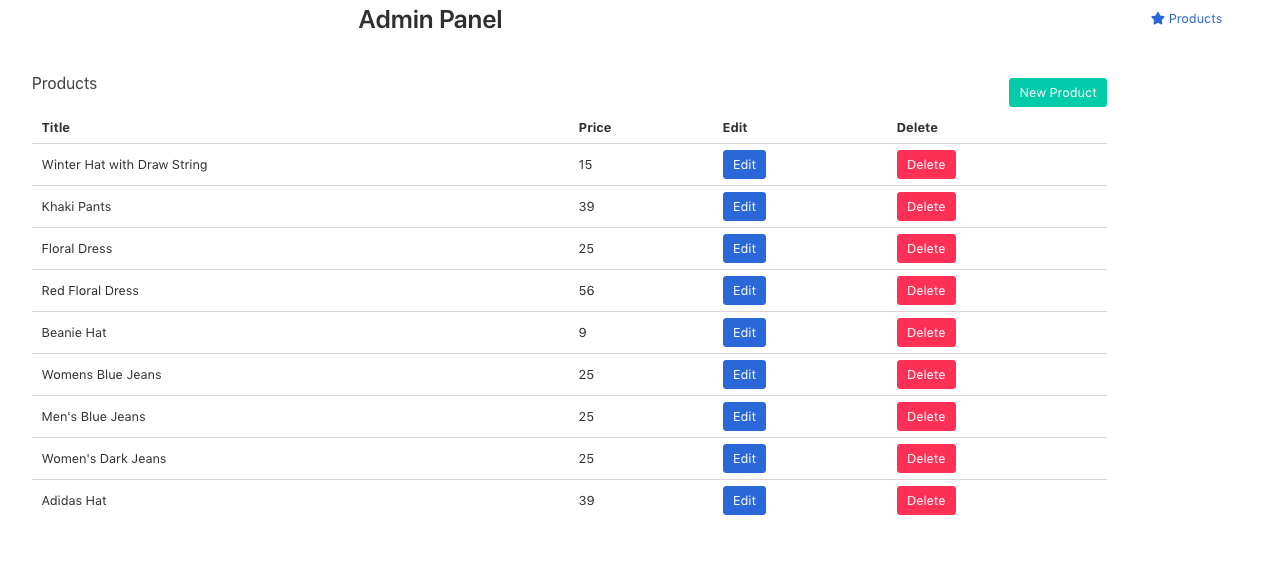 Admin Panel
Products
Products
New Product
Title Price Edit Delete
Winter Hat with Draw String 15 Edit Delete
Khaki Pants 39 Edit Delete
Floral Dress 25 Edit Delete
Red Floral Dress 56 Edit Delete
Beanie Hat 9 Edit Delete
Womens Blue Jeans 25 Edit Delete
Men's Blue Jeans 25 Edit Delete
Women's Dark Jeans 25 Edit Delete
Adidas Hat 39 Edit Delete